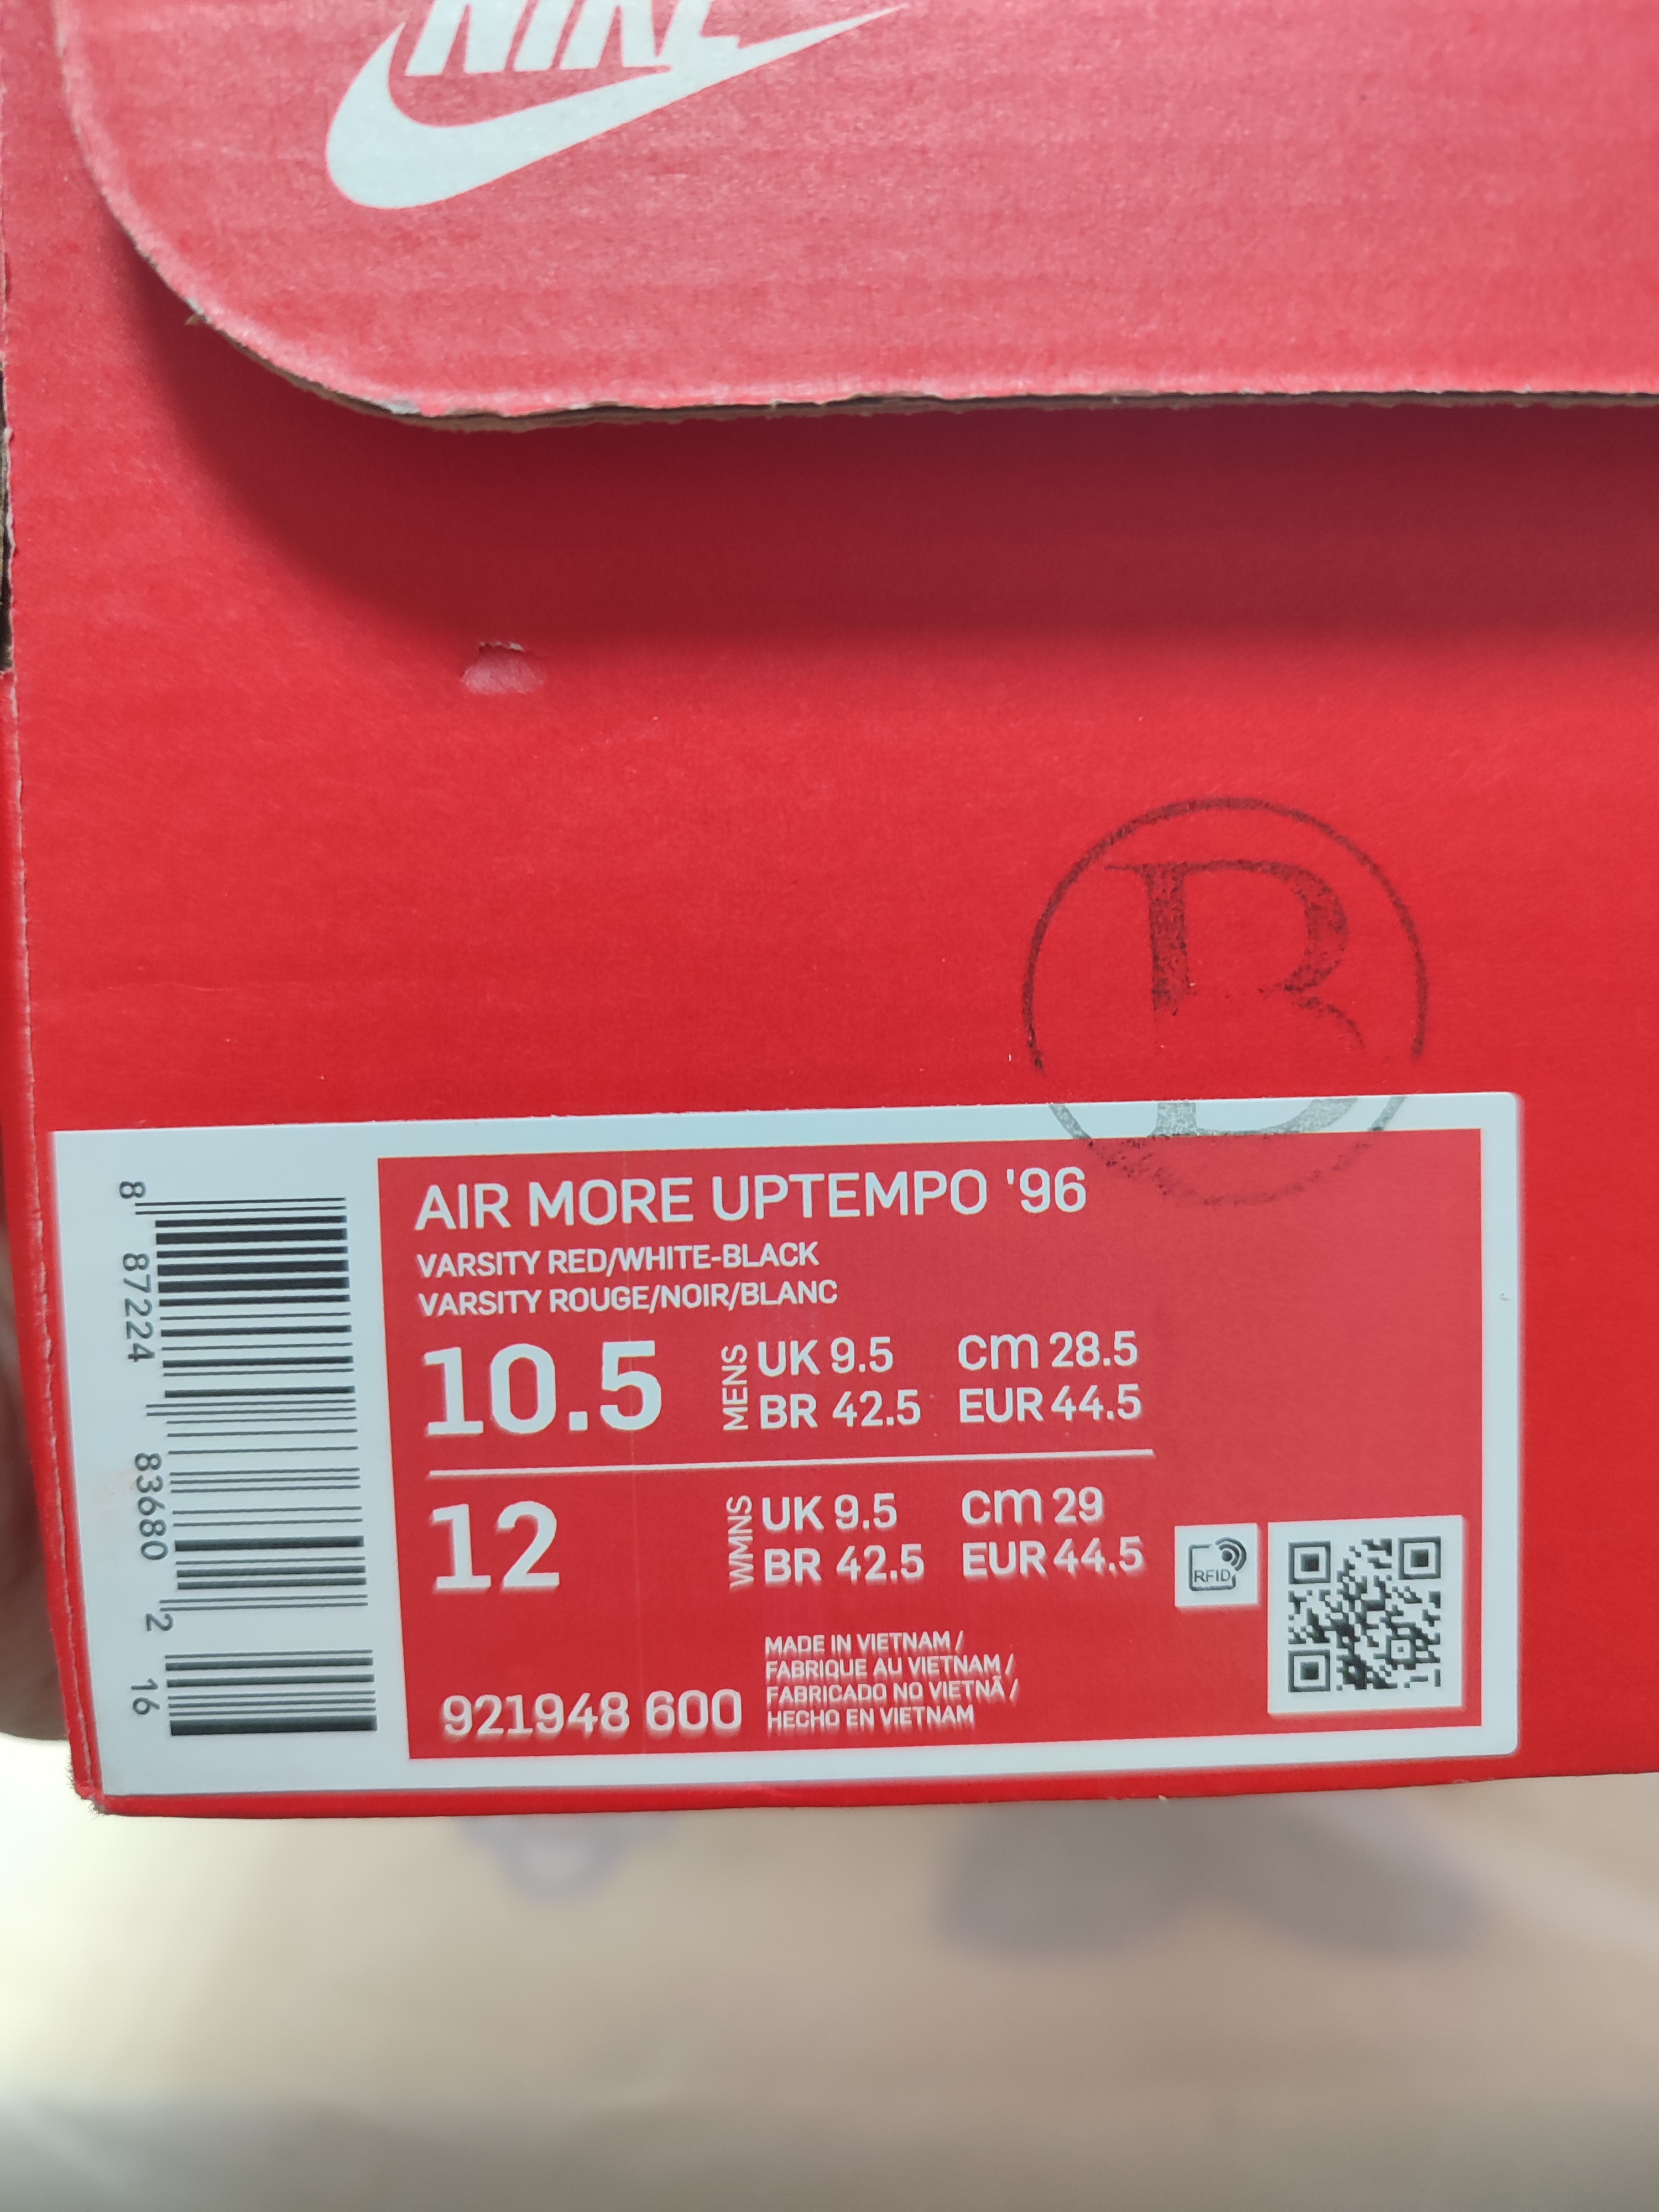 NIKE
B
AIR MORE UPTEMPO '96
VARSITY RED/WHITE-BLACK
VARSITY ROUGE/NOIR/BLANC
10.5 MENS UK 9.5 cm 28.5
BR 42.5 EUR 44.5
12 WMNS UK 9.5 cm 29
BR 42.5 EUR 44.5
RFID
MADE IN VIETNAM /
FABRIQUE AU VIETNAM /
FABRICADO NO VIETNÃ /
HECHO EN VIETNAM
921948 600
8 87224 83680 2 16